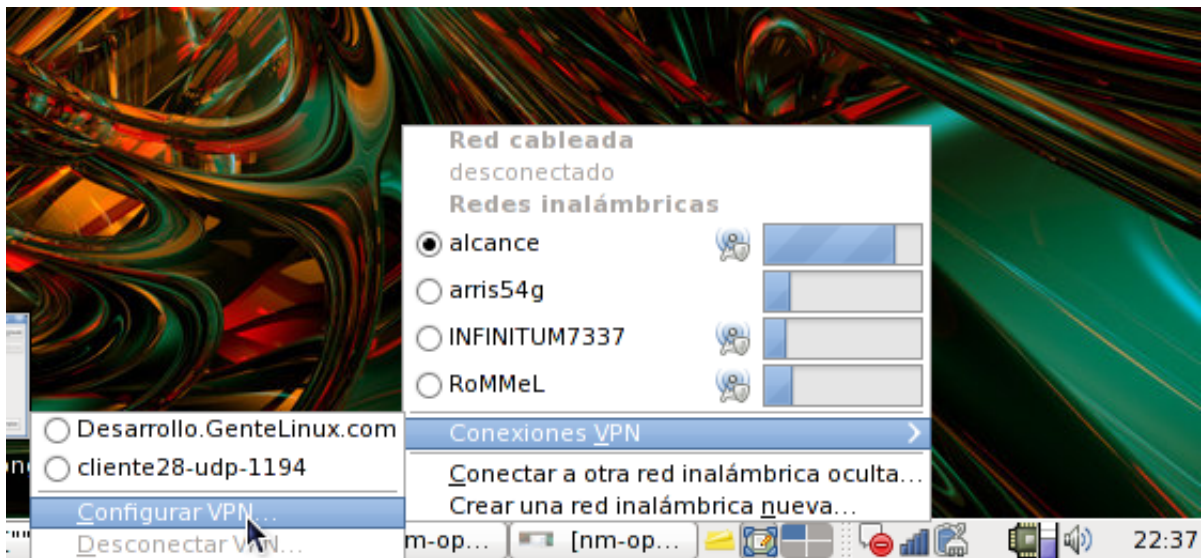 Red cableada
desconectado
Redes inalámbricas
alcance
arris54g
INFINITUM7337
RoMMeL
Conexiones VPN
Conectar a otra red inalámbrica oculta...
Crear una red inalámbrica nueva...
Desarrollo.GenteLinux.com
cliente28-udp-1194
Configurar VPN...
Desconectar VPN...
m-op...
[nm-op...
22:37